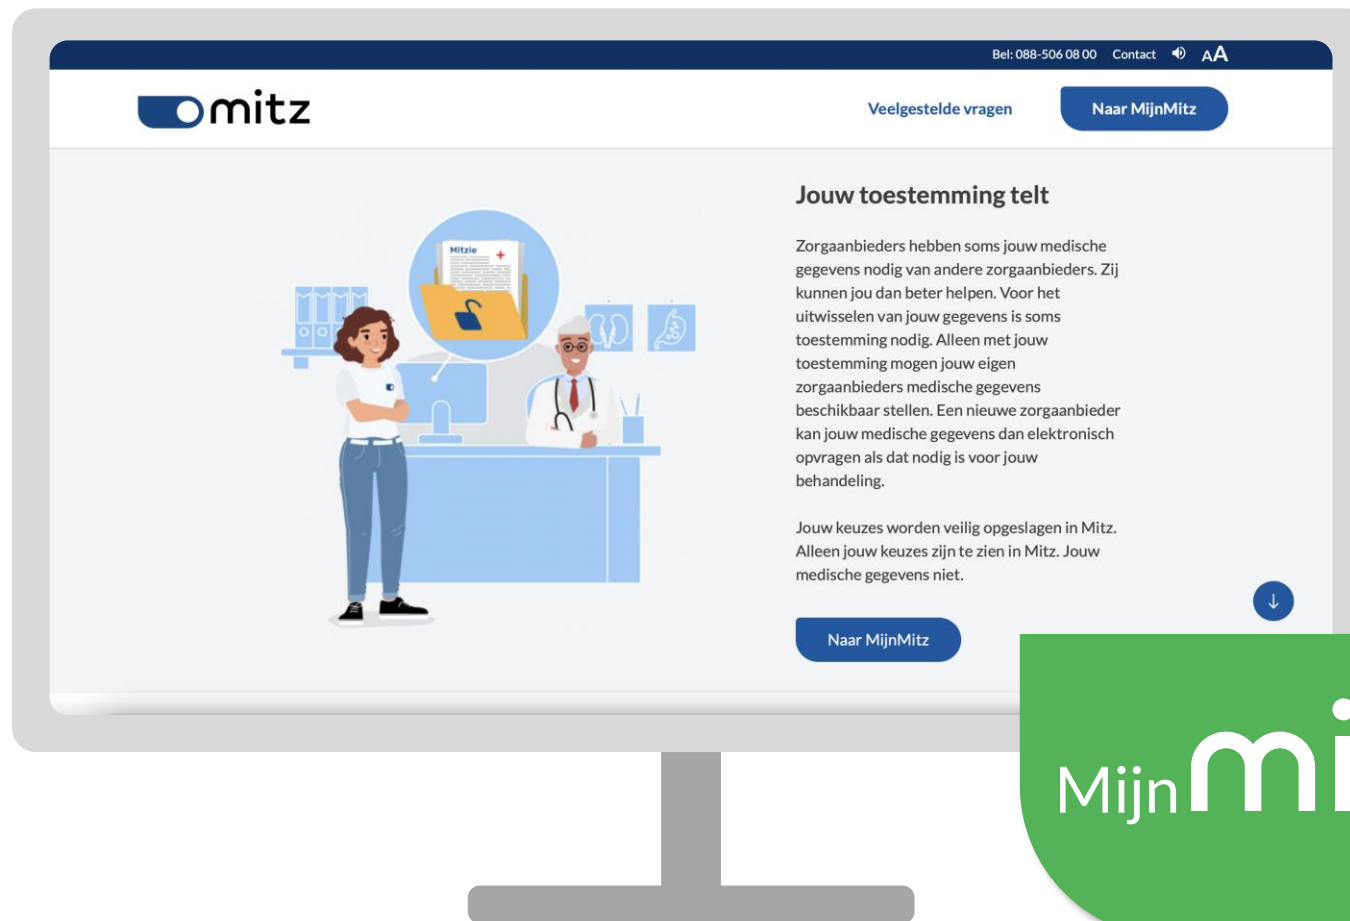 Bel: 088-506 08 00 Contact AA
mitz
Veelgestelde vragen
Naar MijnMitz
Mitzie
Jouw toestemming telt
Zorgaanbieders hebben soms jouw medische
gegevens nodig van andere zorgaanbieders. Zij
kunnen jou dan beter helpen. Voor het
uitwisselen van jouw gegevens is soms
toestemming nodig. Alleen met jouw
toestemming mogen jouw eigen
zorgaanbieders medische gegevens
beschikbaar stellen. Een nieuwe zorgaanbieder
kan jouw medische gegevens dan elektronisch
opvragen als dat nodig is voor jouw
behandeling.
Jouw keuzes worden veilig opgeslagen in Mitz.
Alleen jouw keuzes zijn te zien in Mitz. Jouw
medische gegevens niet.
Naar MijnMitz
Mijn mi